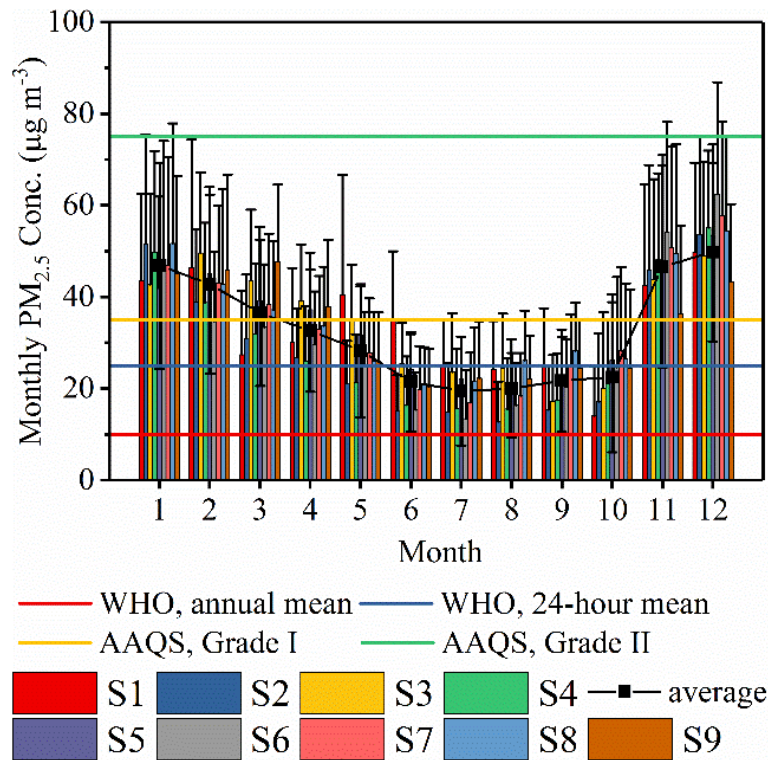 100
80
60
40
20
0
Monthly PM2.5 Conc. (μg m-3)
1 2 3 4 5 6 7 8 9 10 11 12
Month
WHO, annual mean WHO, 24-hour mean
AAQS, Grade I AAQS, Grade II
S1 S2 S3 S4 average
S5 S6 S7 S8 S9